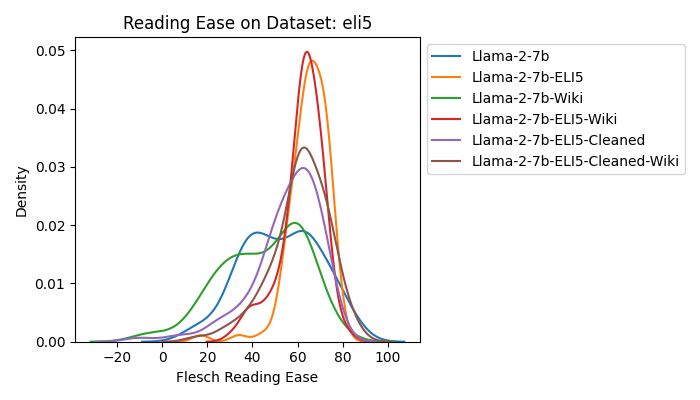 Reading Ease on Dataset: eli5
Density
0.05
0.04
0.03
0.02
0.01
0.00
−20
0
20
40
60
80
100
Flesch Reading Ease
Llama-2-7b
Llama-2-7b-ELI5
Llama-2-7b-Wiki
Llama-2-7b-ELI5-Wiki
Llama-2-7b-ELI5-Cleaned
Llama-2-7b-ELI5-Cleaned-Wiki